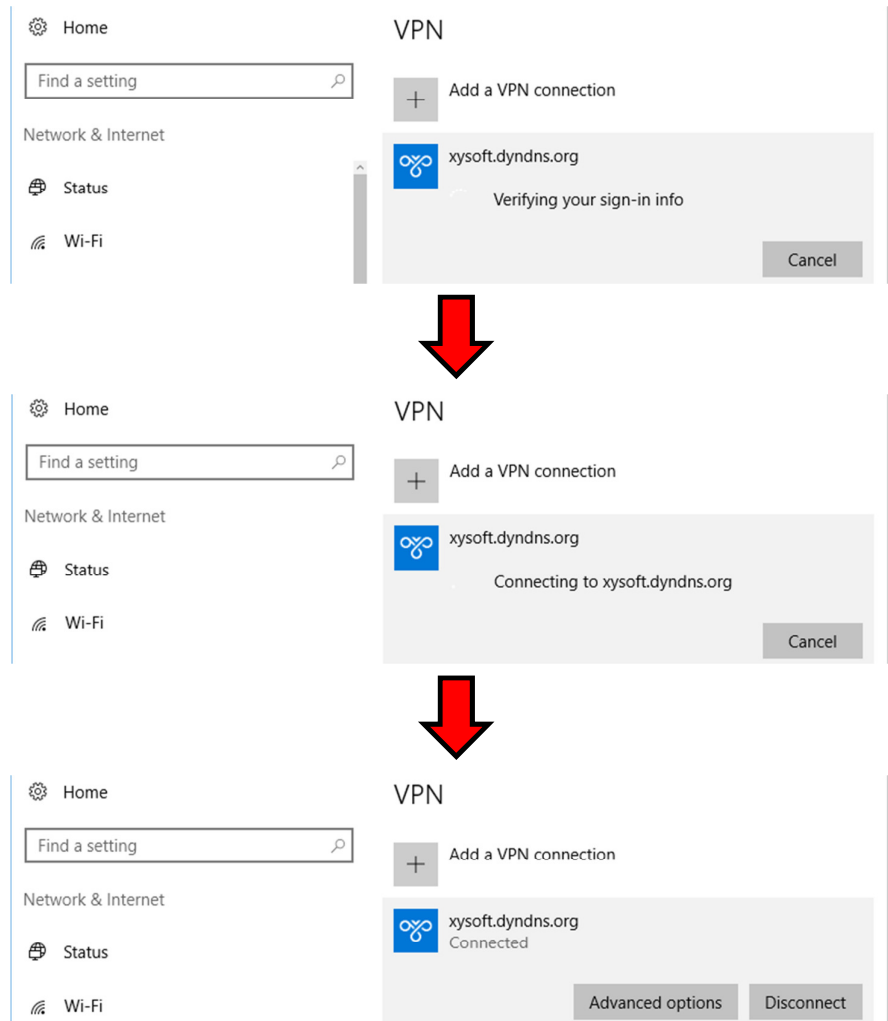 Home
VPN
Find a setting
Add a VPN connection
Network & Internet
xysoft.dyndns.org
Status
Verifying your sign-in info
Wi-Fi
Cancel
Home
VPN
Find a setting
Add a VPN connection
Network & Internet
xysoft.dyndns.org
Status
Connecting to xysoft.dyndns.org
Wi-Fi
Cancel
Home
VPN
Find a setting
Add a VPN connection
Network & Internet
xysoft.dyndns.org
Connected
Status
Wi-Fi
Advanced options
Disconnect